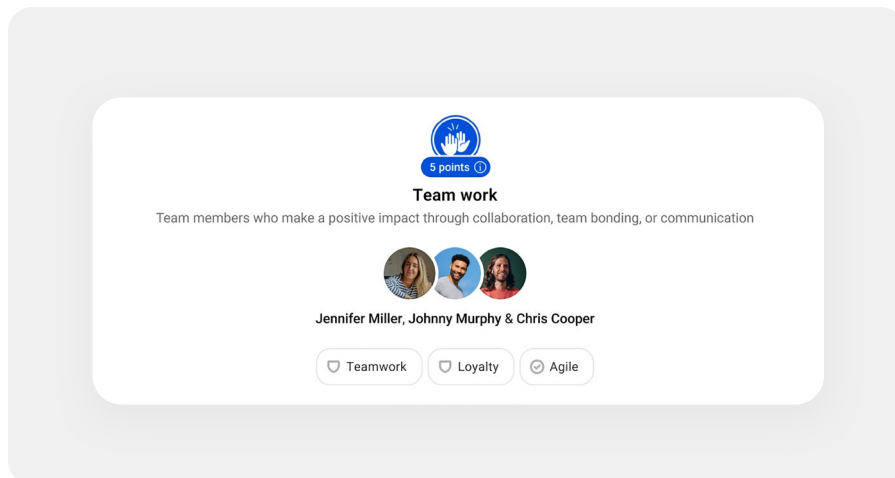 5 points
Team work
Team members who make a positive impact through collaboration, team bonding, or communication
Jennifer Miller, Johnny Murphy & Chris Cooper
Teamwork
Loyalty
Agile